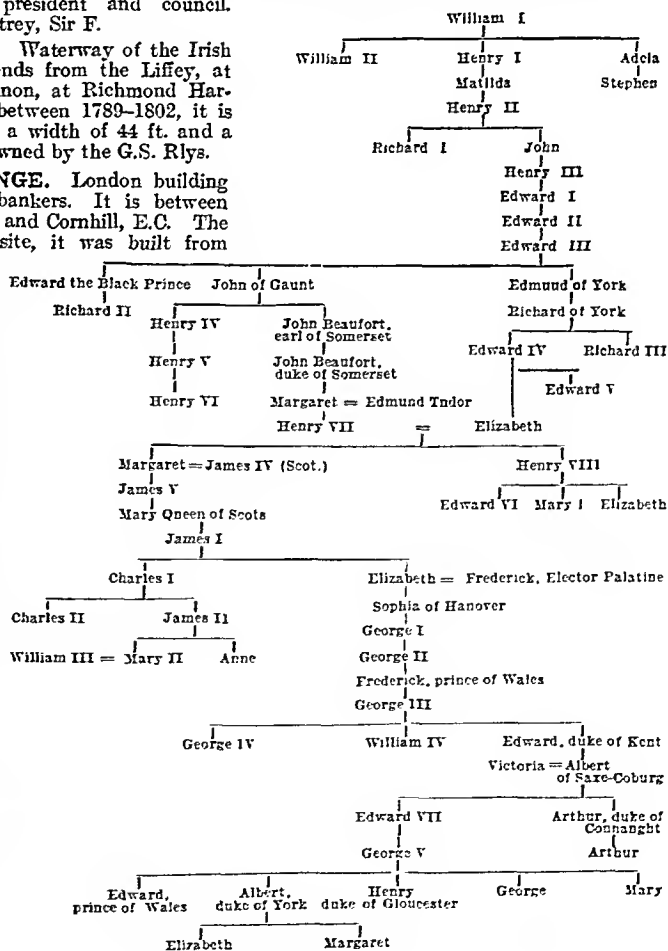 president and council.
trey, Sir F.
Waterway of the Irish
nds from the Liffey, at
non, at Richmond Har-
between 1789-1802, it is
a width of 44 ft. and a
wned by the G.S. Rlys.
NGE. London building
bankers. It is between
and Cornhill, E.C. The
site, it was built from
William I
William II Henry I Adela
Matilda Stephen
Henry II
Richard I John
Henry III
Edward I
Edward II
Edward III
Edward the Black Prince John of Gaunt Edmund of York
Richard II Richard of York
Henry IV John Beaufort,
earl of Somerset
Edward IV Richard III
Henry V John Beaufort,
duke of Somerset
Edward V
Henry VI Margaret = Edmund Tudor
Henry VII = Elizabeth
Margaret = James IV (Scot.) Henry VIII
James V
Edward VI Mary I Elizabeth
Mary Queen of Scots
James I
Charles I Elizabeth = Frederick, Elector Palatine
Charles II James II Sophia of Hanover
George I
William III = Mary II Anne George II
Frederick, prince of Wales
George III
George IV William IV Edward, duke of Kent
Victoria = Albert
of Saxe-Coburg
Edward VII Arthur, duke of
Connaught
George V Arthur
Edward,
prince of Wales
Albert,
duke of York
Henry
duke of Gloucester
George Mary
Elizabeth Margaret